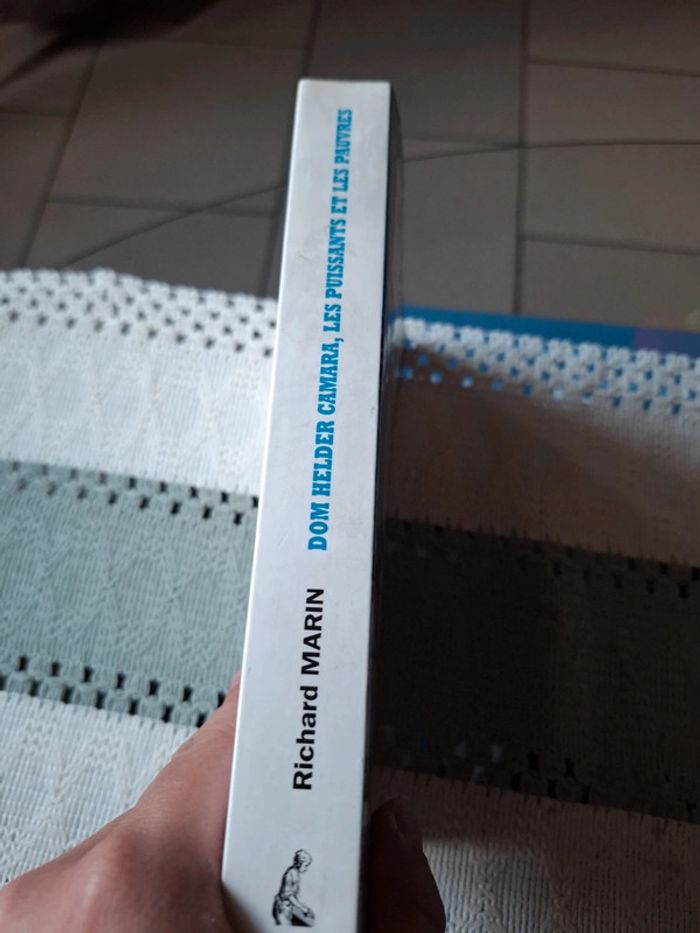 Richard MARIN
DOM HELDER CAMARA, LES PUISSANTS ET LES PAUVRES